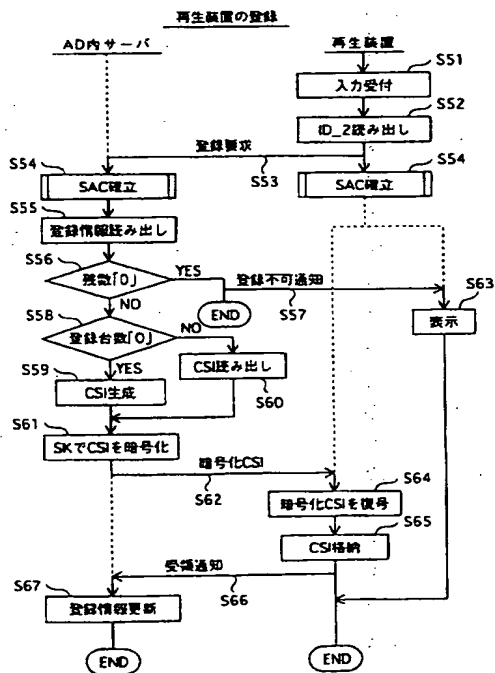 再生装置の登録
AD内サーバ
再生装置
S51
入力受付
S52
ID_2読み出し
登録要求
S53
S54
SAC確立
S54
SAC確立
S55
登録情報読み出し
S56
残数「0」
YES
NO
登録不可通知
S57
END
S63
表示
S58
登録台数「0」
NO
YES
S59
CSI生成
CSI読み出し
S60
S61
SKでCSIを暗号化
暗号化CSI
S62
S64
暗号化CSIを復号
S65
CSI格納
受領通知
S66
S67
登録情報更新
END
END